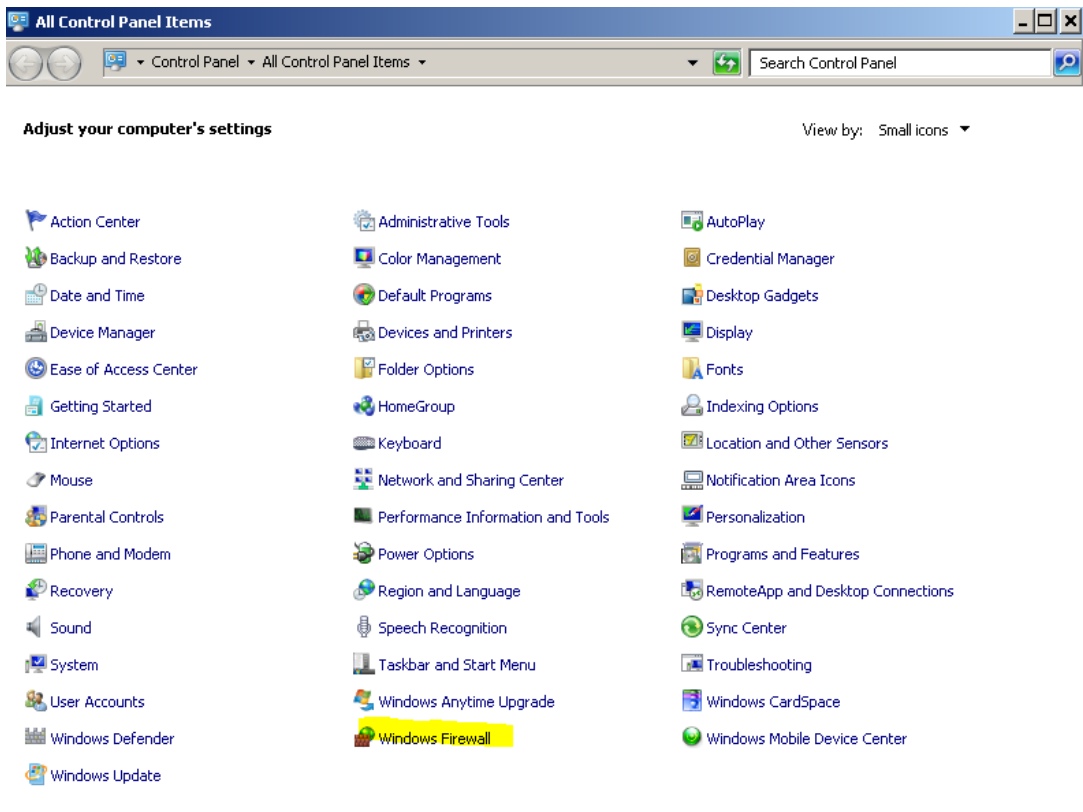 All Control Panel Items
Control Panel All Control Panel Items Search Control Panel
Adjust your computer's settings View by: Small icons
Action Center Administrative Tools AutoPlay
Backup and Restore Color Management Credential Manager
Date and Time Default Programs Desktop Gadgets
Device Manager Devices and Printers Display
Ease of Access Center Folder Options Fonts
Getting Started HomeGroup Indexing Options
Internet Options Keyboard Location and Other Sensors
Mouse Network and Sharing Center Notification Area Icons
Parental Controls Performance Information and Tools Personalization
Phone and Modem Power Options Programs and Features
Recovery Region and Language RemoteApp and Desktop Connections
Sound Speech Recognition Sync Center
System Taskbar and Start Menu Troubleshooting
User Accounts Windows Anytime Upgrade Windows CardSpace
Windows Defender Windows Firewall Windows Mobile Device Center
Windows Update